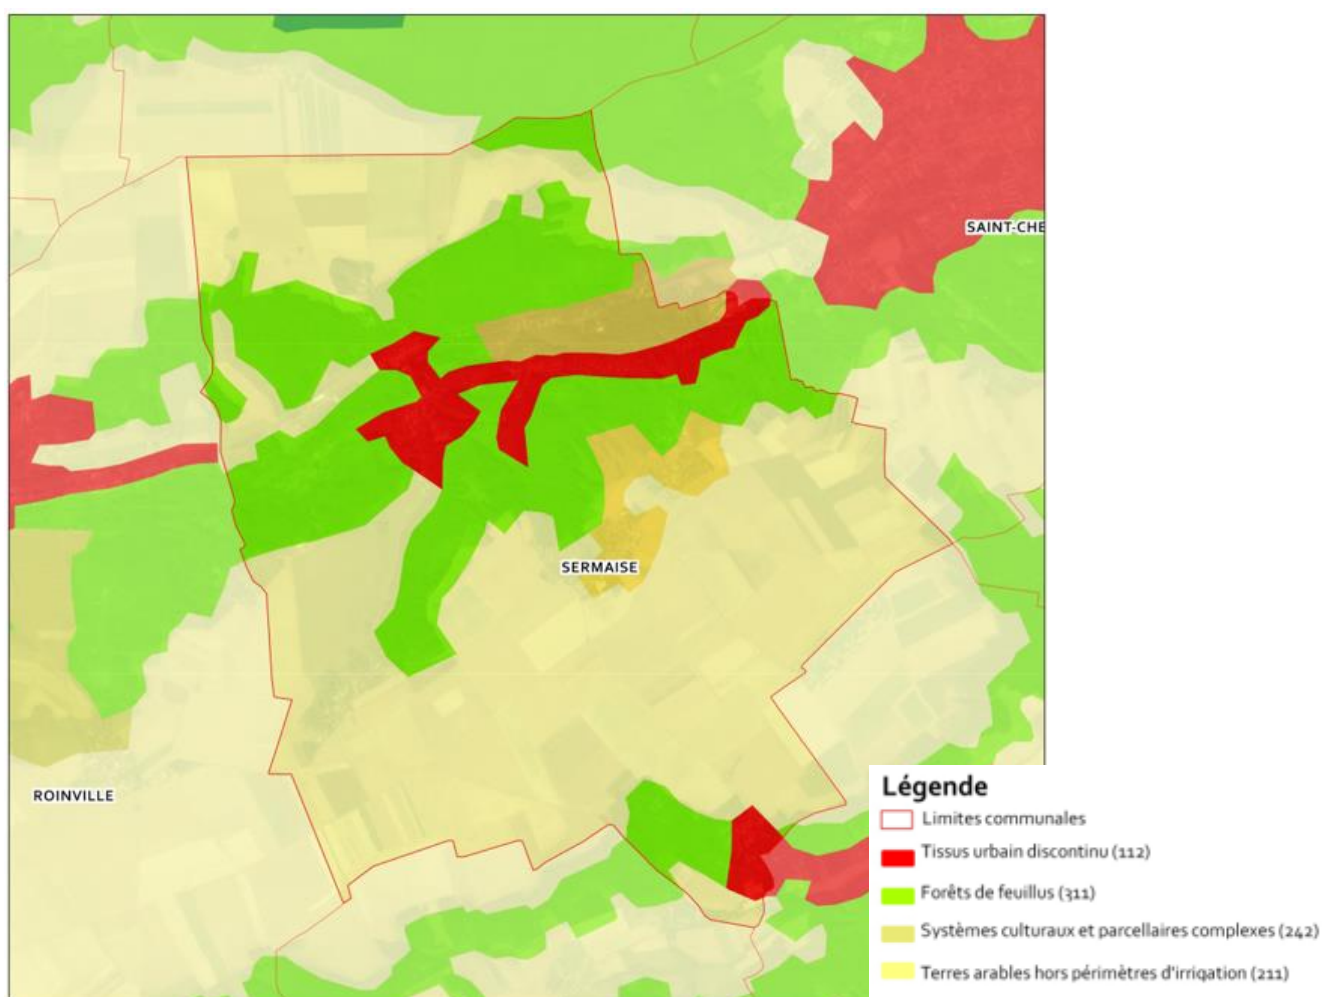 SAINT-CHE
SERMAISE
ROINVILLE
Légende
Limites communales
Tissus urbain discontinu (112)
Forêts de feuillus (311)
Systèmes culturaux et parcellaires complexes (242)
Terres arables hors périmètres d'irrigation (211)